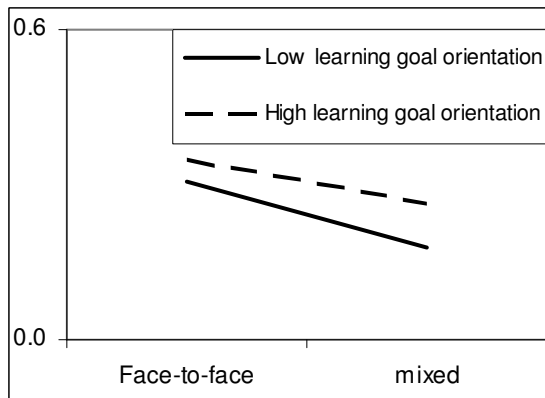 0.6
Low learning goal orientation
High learning goal orientation
0.0
Face-to-face
mixed